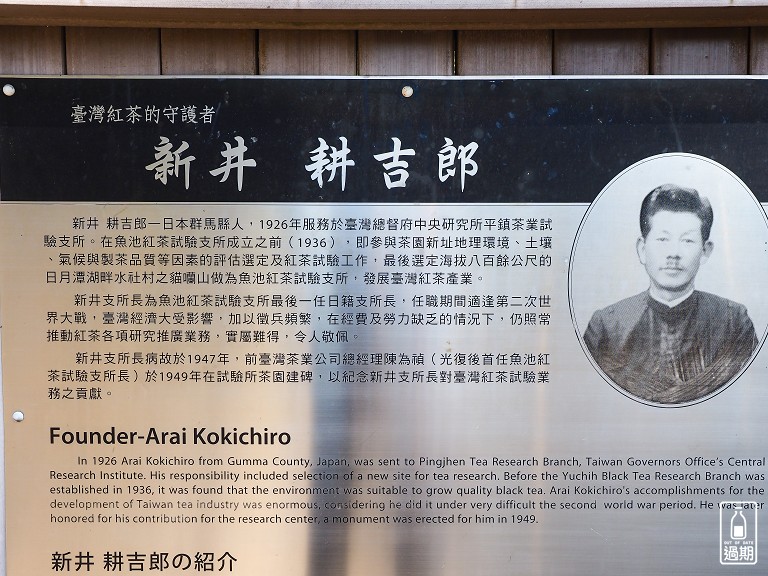 臺灣紅茶的守護者
新井 耕吉郎
新井 耕吉郎一日本群馬縣人，1926年服務於臺灣總督府中央研究所平鎮茶業試
驗支所。在魚池紅茶試驗支所成立之前（1936），即參與茶園新址地理環境、土壤
、氣候與製茶品質等因素的評估選定及紅茶試驗工作，最後選定海拔八百餘公尺的
日月潭湖畔水社村之貓囒山做為魚池紅茶試驗支所，發展臺灣紅茶產業。
新井支所長為魚池紅茶試驗支所最後一任日籍支所長，任職期間適逢第二次世
界大戰，臺灣經濟大受影響，加以徵兵頻繁，在經費及勞力缺乏的情況下，仍照常
推動紅茶各項研究推廣業務，實屬難得，令人敬佩。
新井支所長病故於1947年，前臺灣茶業公司總經理陳為禎（光復後首任魚池紅
茶試驗支所長）於1949年在試驗所茶園建碑，以紀念新井支所長對臺灣紅茶試驗業
務之貢獻。
Founder-Arai Kokichiro
In 1926 Arai Kokichiro from Gumma County, Japan, was sent to Pingjhen Tea Research Branch, Taiwan Governors Office's Central
Research Institute. His responsibility included selection of a new site for tea research. Before the Yuchih Black Tea Research Branch was
established in 1936, it was found that the environment was suitable to grow quality black tea. Arai Kokichiro's accomplishments for the
development of Taiwan tea industry was enormous, considering he did it under very difficult the second world war period. He was later
honored for his contribution for the research center, a monument was erected for him in 1949.
新井 耕吉郎の紹介
OUT OF DATE
過期